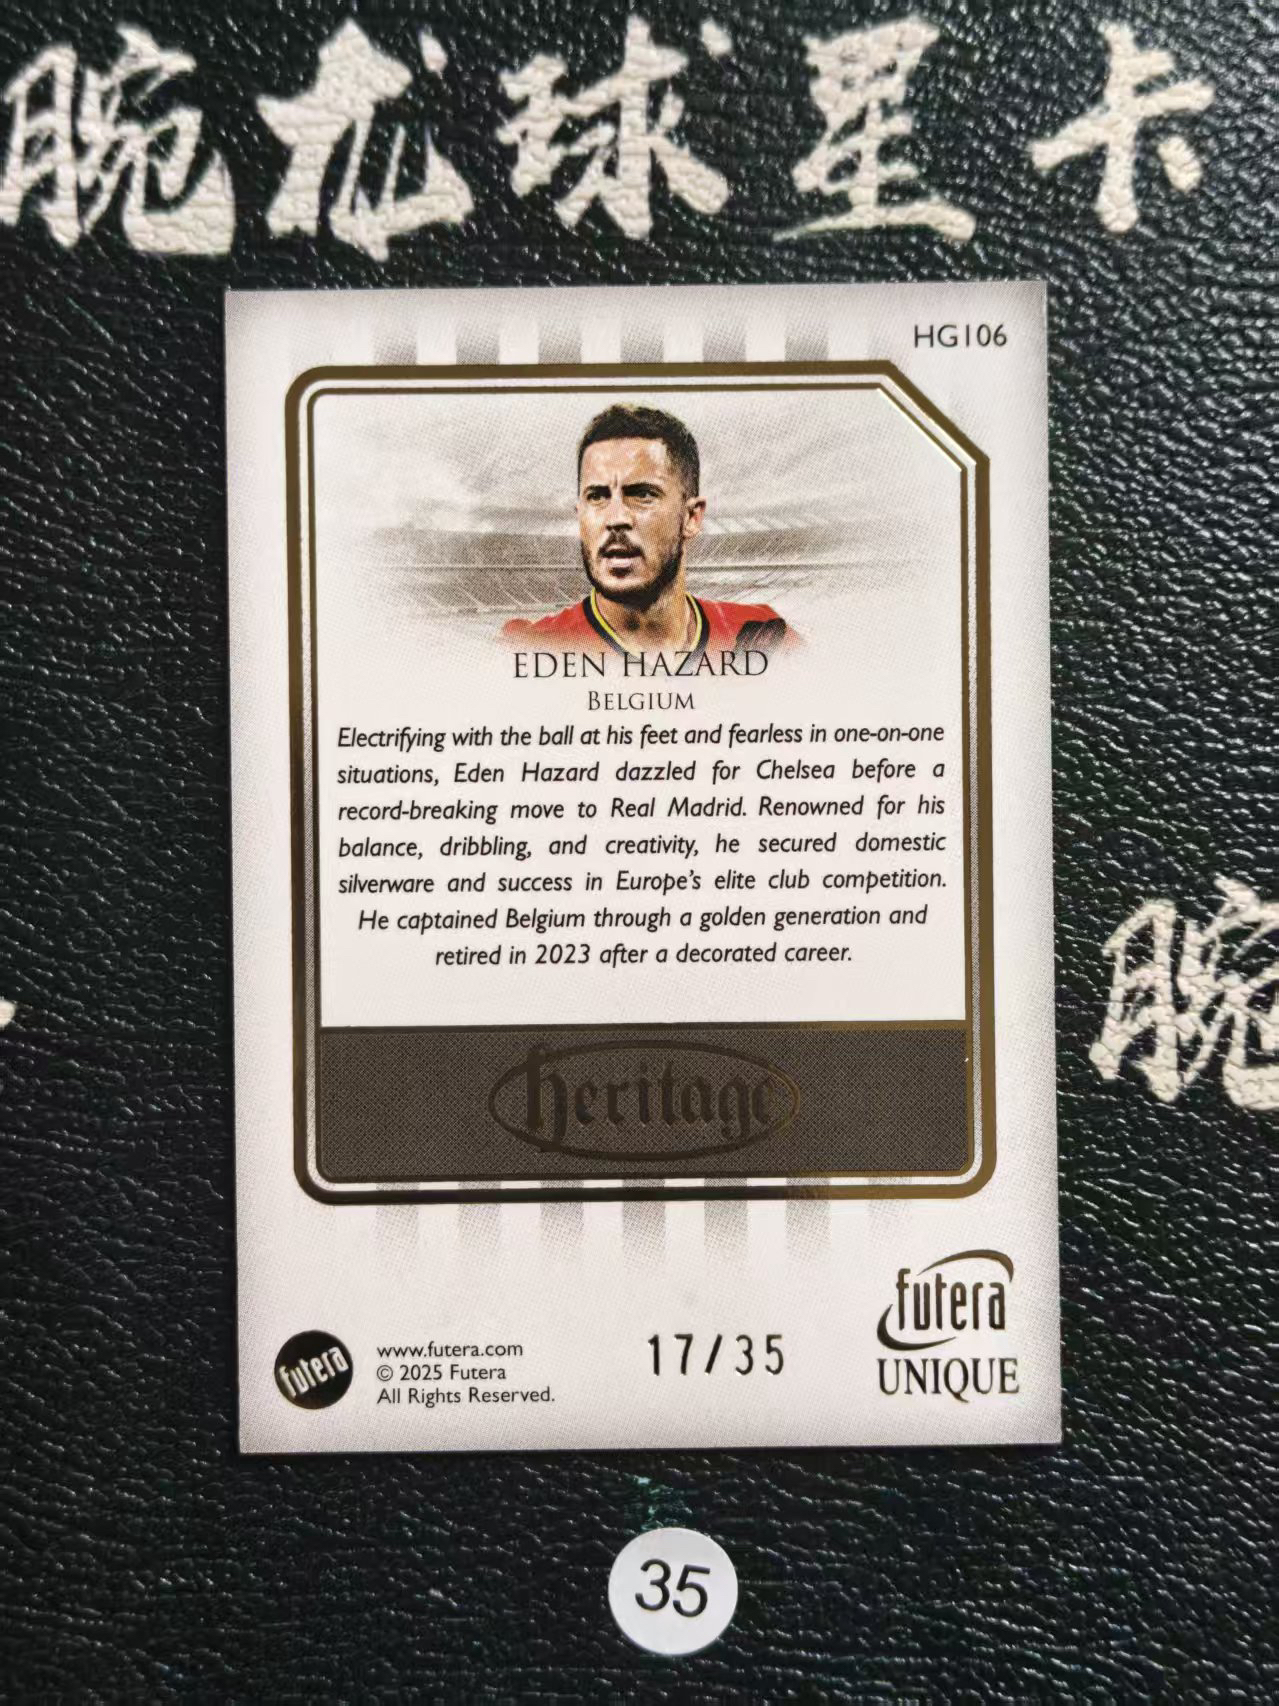 腕龙球星卡
HG106
EDEN HAZARD
BELGIUM
Electrifying with the ball at his feet and fearless in one-on-one
situations, Eden Hazard dazzled for Chelsea before a
record-breaking move to Real Madrid. Renowned for his
balance, dribbling, and creativity, he secured domestic
silverware and success in Europe's elite club competition.
He captained Belgium through a golden generation and
retired in 2023 after a decorated career.
腕
heritage
futera
UNIQUE
futera
www.futera.com
© 2025 Futera
All Rights Reserved.
17/35
35